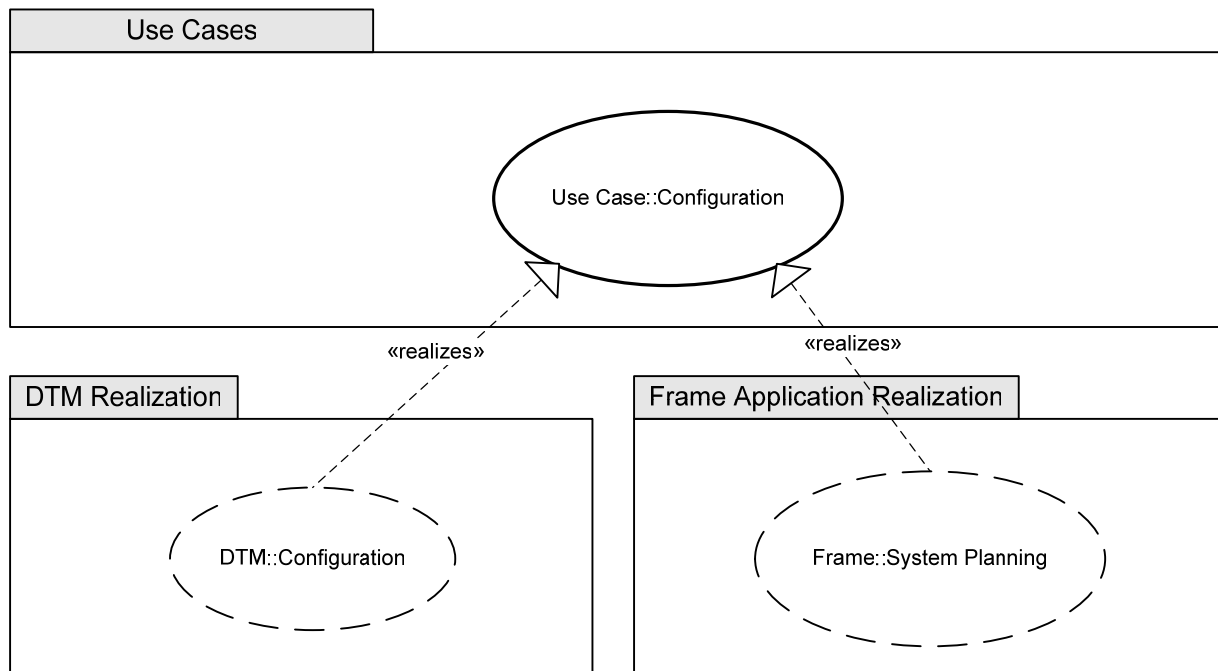 Use Cases
Use Case::Configuration
«realizes»
«realizes»
DTM Realization
Frame Application Realization
DTM::Configuration
Frame::System Planning